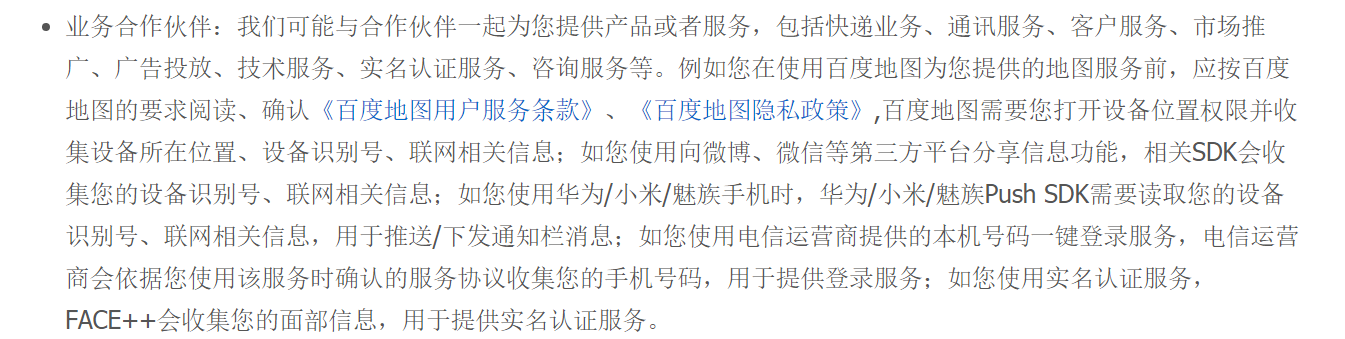 业务合作伙伴：我们可能与合作伙伴一起为您提供产品或者服务，包括快递业务、通讯服务、客户服务、市场推
广、广告投放、技术服务、实名认证服务、咨询服务等。例如您在使用百度地图为您提供的地图服务前，应按百度
地图的要求阅读、确认《百度地图用户服务条款》、《百度地图隐私政策》,百度地图需要您打开设备位置权限并收
集设备所在位置、设备识别号、联网相关信息；如您使用向微博、微信等第三方平台分享信息功能，相关SDK会收
集您的设备识别号、联网相关信息；如您使用华为/小米/魅族手机时，华为/小米/魅族Push SDK需要读取您的设备
识别号、联网相关信息，用于推送/下发通知栏消息；如您使用电信运营商提供的本机号码一键登录服务，电信运营
商会依据您使用该服务时确认的服务协议收集您的手机号码，用于提供登录服务；如您使用实名认证服务，
FACE++会收集您的面部信息，用于提供实名认证服务。